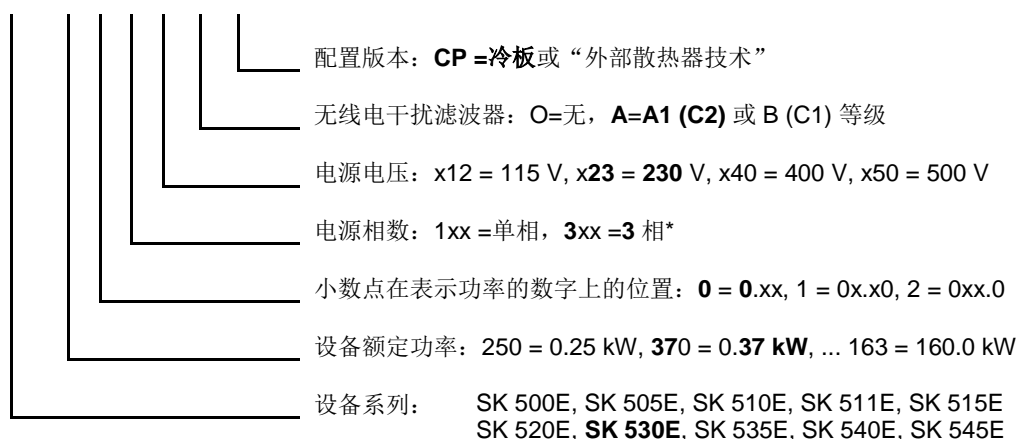 配置版本：CP =冷板或“外部散热器技术”
无线电干扰滤波器：O=无，A=A1 (C2) 或 B (C1) 等级
电源电压：x12 = 115 V, x23 = 230 V, x40 = 400 V, x50 = 500 V
电源相数：1xx =单相，3xx =3 相*
小数点在表示功率的数字上的位置：0 = 0.xx, 1 = 0x.x0, 2 = 0xx.0
设备额定功率：250 = 0.25 kW, 370 = 0.37 kW, ... 163 = 160.0 kW
设备系列： SK 500E, SK 505E, SK 510E, SK 511E, SK 515E
SK 520E, SK 530E, SK 535E, SK 540E, SK 545E